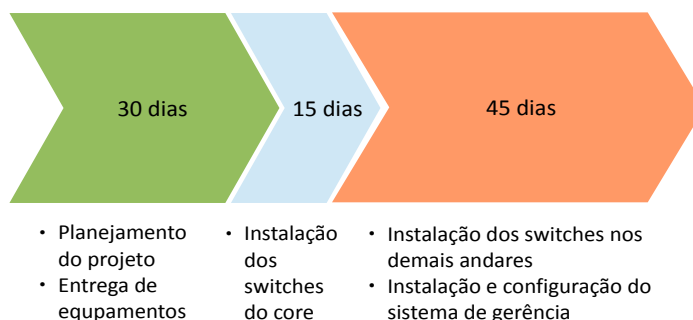 30 dias
15 dias
45 dias
• Planejamento
do projeto
• Entrega de
equpamentos
• Instalação
dos
switches
do core
• Instalação dos switches nos
demais andares
• Instalação e configuração do
sistema de gerência